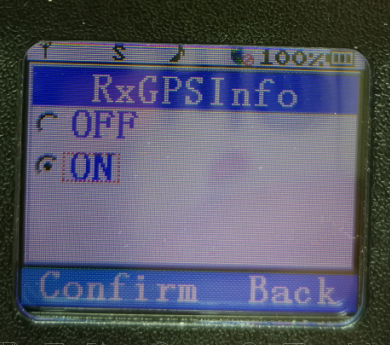 S 100%
RxGPSInfo
OFF
ON
Confirm Back